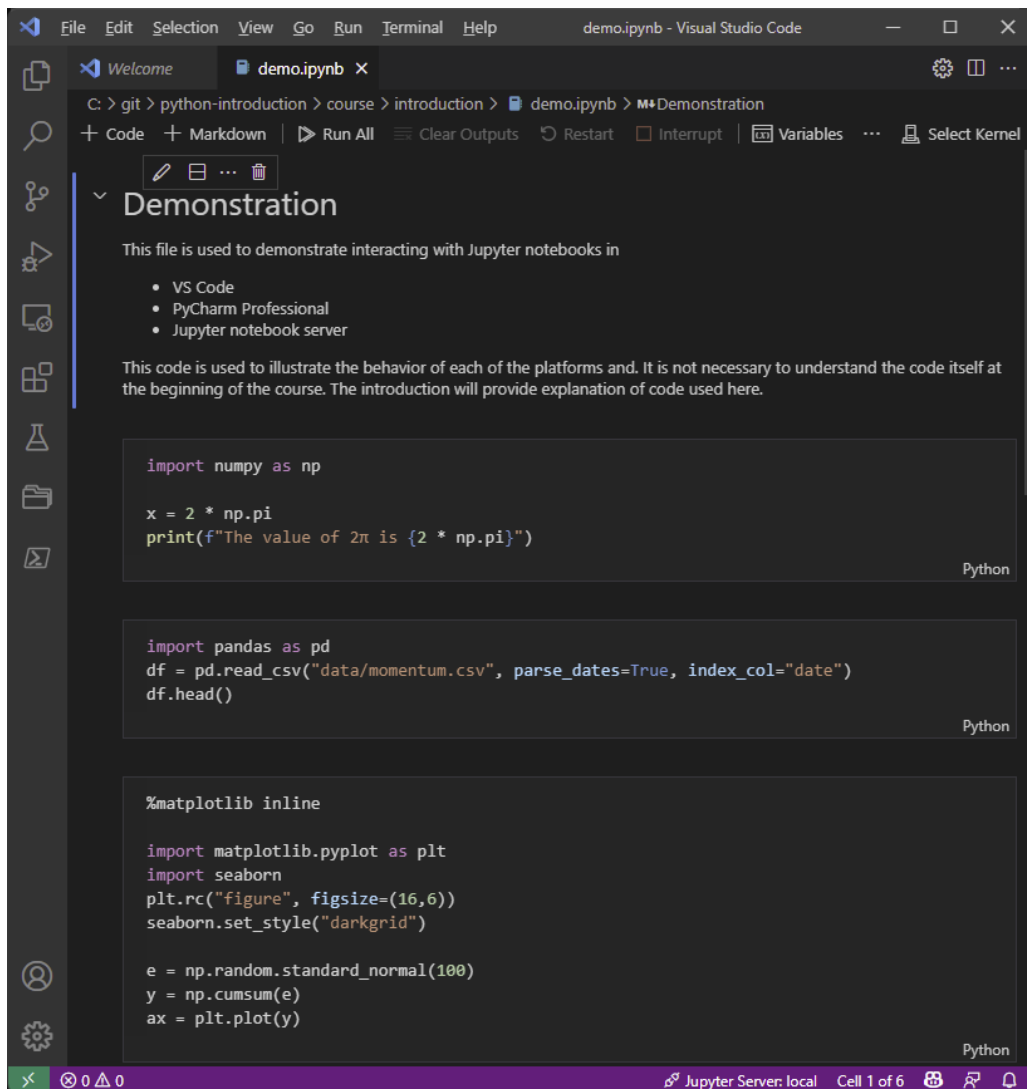 File Edit Selection View Go Run Terminal Help demo.ipynb - Visual Studio Code
Welcome demo.ipynb
C: > git > python-introduction > course > introduction > demo.ipynb > M↓Demonstration
+ Code + Markdown Run All Clear Outputs Restart Interrupt Variables ... Select Kernel
Demonstration
This file is used to demonstrate interacting with Jupyter notebooks in
• VS Code
• PyCharm Professional
• Jupyter notebook server
This code is used to illustrate the behavior of each of the platforms and. It is not necessary to understand the code itself at
the beginning of the course. The introduction will provide explanation of code used here.
import numpy as np
x = 2 * np.pi
print(f"The value of 2π is {2 * np.pi}")
Python
import pandas as pd
df = pd.read_csv("data/momentum.csv", parse_dates=True, index_col="date")
df.head()
Python
%matplotlib inline
import matplotlib.pyplot as plt
import seaborn
plt.rc("figure", figsize=(16,6))
seaborn.set_style("darkgrid")
e = np.random.standard_normal(100)
y = np.cumsum(e)
ax = plt.plot(y)
Python
0 0 Jupyter Server: local Cell 1 of 6